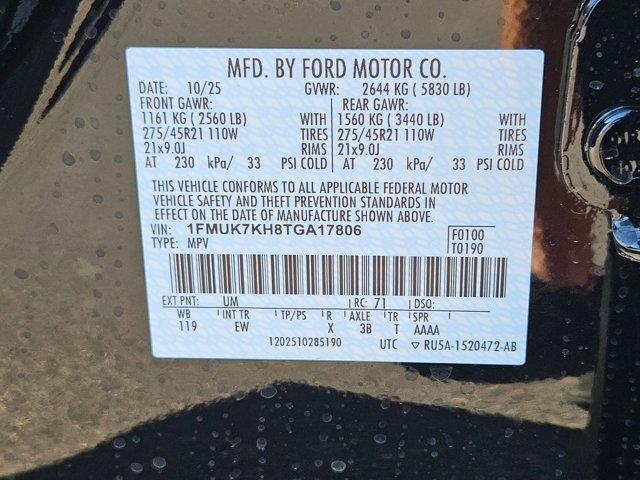 MFD. BY FORD MOTOR CO.
DATE: 10/25 GVWR: 2644 KG ( 5830 LB)
FRONT GAWR: REAR GAWR:
1161 KG ( 2560 LB) WITH 1560 KG ( 3440 LB) WITH
275/45R21 110W TIRES 275/45R21 110W TIRES
21x9.0J RIMS 21x9.0J RIMS
AT 230 kPa/ 33 PSI COLD AT 230 kPa/ 33 PSI COLD
THIS VEHICLE CONFORMS TO ALL APPLICABLE FEDERAL MOTOR
VEHICLE SAFETY AND THEFT PREVENTION STANDARDS IN
EFFECT ON THE DATE OF MANUFACTURE SHOWN ABOVE.
VIN: 1FMUK7KH8TGA17806 F0100
TYPE: MPV T0190
EXT PNT: UM RC: 71 DSO:
WB INT TR TP/PS R AXLE TR SPR
119 EW X 3B T AAAA
1202510285190 UTC ▽ RU5A-1520472-AB